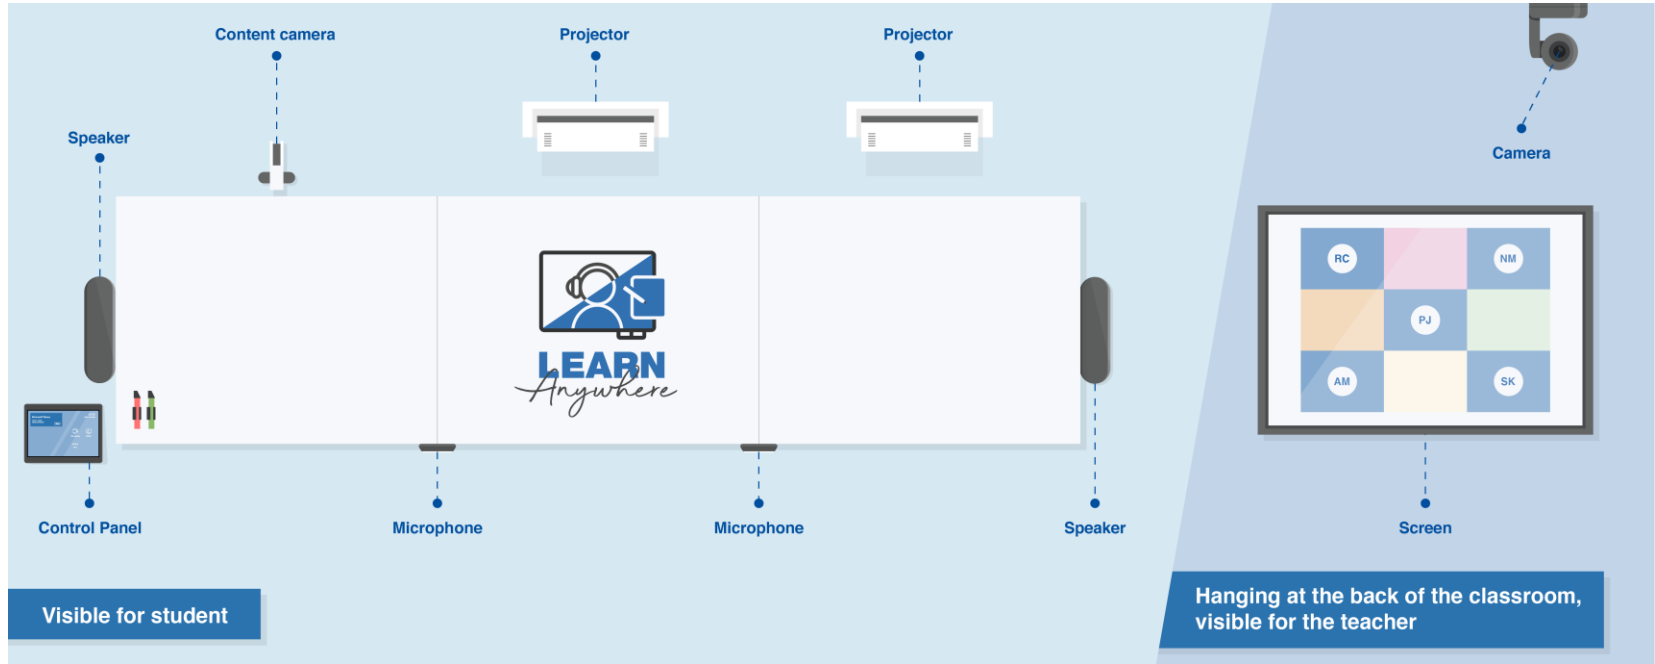 Content camera
Projector
Projector
Speaker
Camera
RC
NM
PJ
AM
SK
LEARN
Anywhere
Control Panel
Microphone
Microphone
Speaker
Screen
Visible for student
Hanging at the back of the classroom,
visible for the teacher